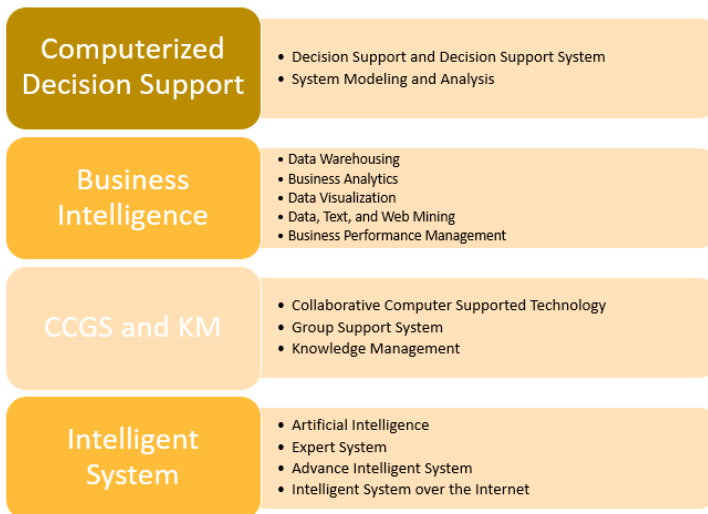 Computerized
Decision Support
• Decision Support and Decision Support System
• System Modeling and Analysis
Business
Intelligence
• Data Warehousing
• Business Analytics
• Data Visualization
• Data, Text, and Web Mining
• Business Performance Management
CCGS and KM
• Collaborative Computer Supported Technology
• Group Support System
• Knowledge Management
Intelligent
System
• Artificial Intelligence
• Expert System
• Advance Intelligent System
• Intelligent System over the Internet